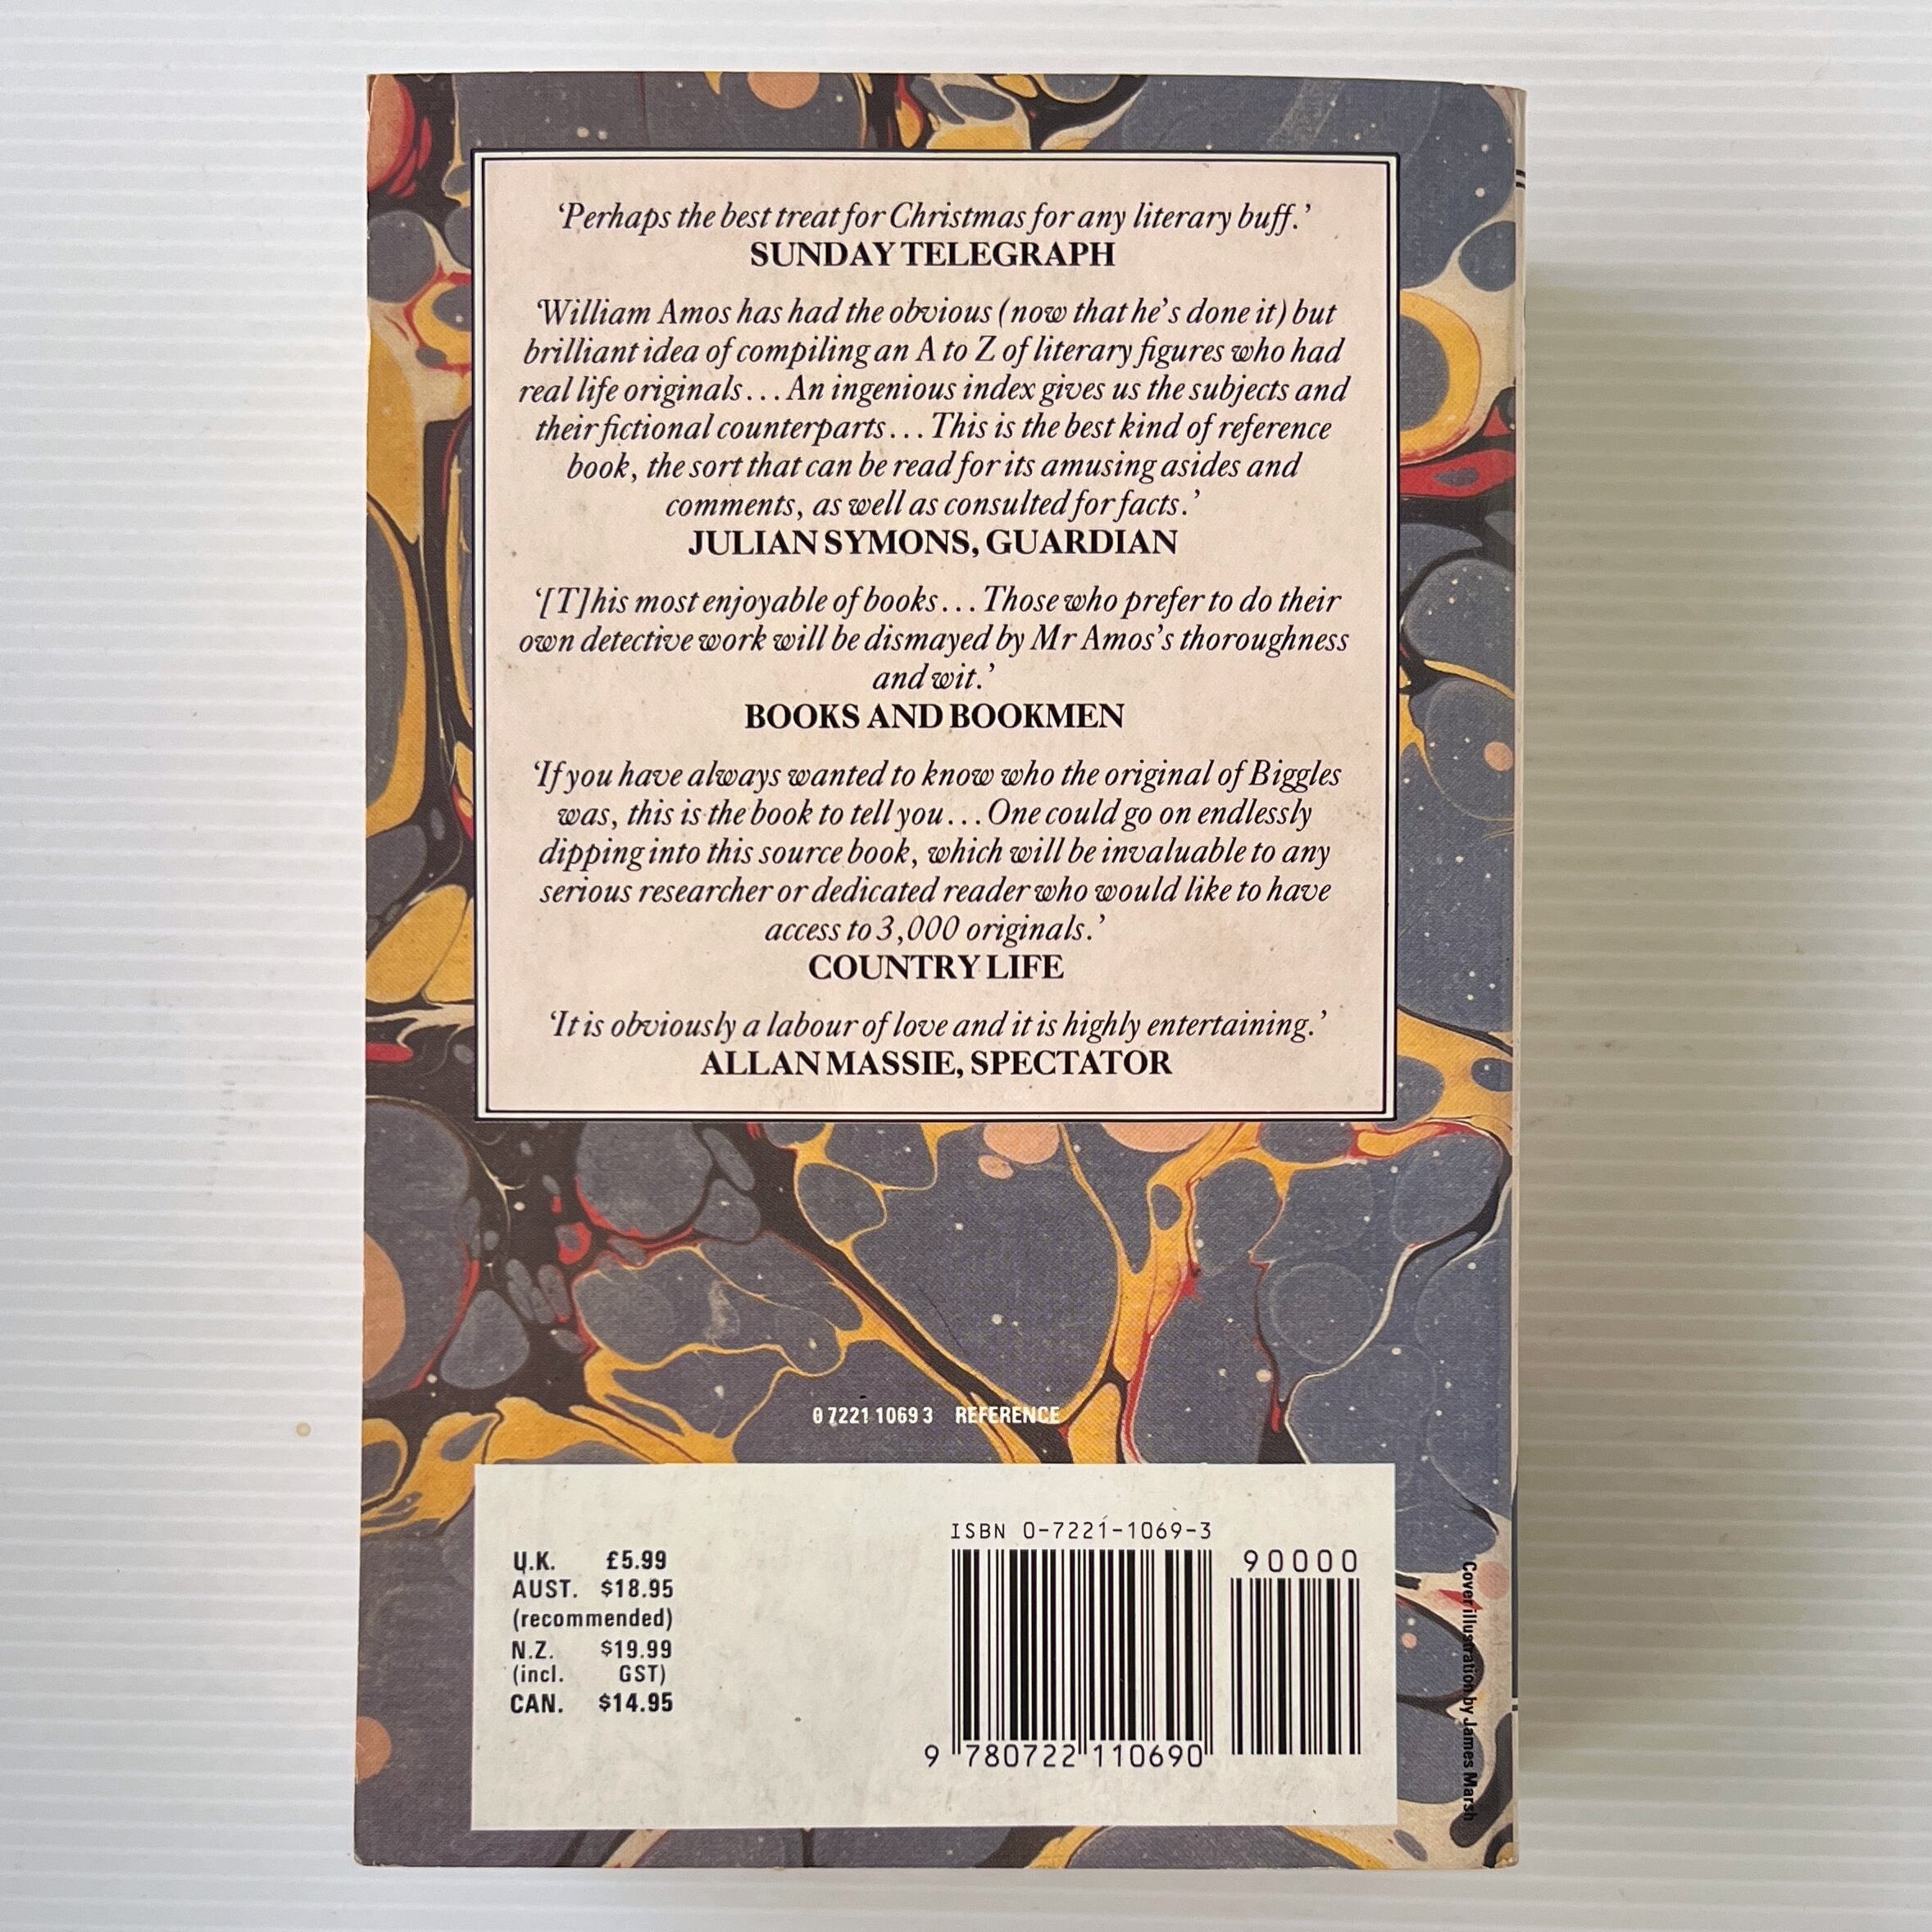 ‘Perhaps the best treat for Christmas for any literary buff.’
SUNDAY TELEGRAPH
‘William Amos has had the obvious (now that he’s done it) but
brilliant idea of compiling an A to Z of literary figures who had
real life originals... An ingenious index gives us the subjects and
their fictional counterparts... This is the best kind of reference
book, the sort that can be read for its amusing asides and
comments, as well as consulted for facts.’
JULIAN SYMONS, GUARDIAN
‘[T]his most enjoyable of books... Those who prefer to do their
own detective work will be dismayed by Mr Amos’s thoroughness
and wit.’
BOOKS AND BOOKMEN
‘If you have always wanted to know who the original of Biggles
was, this is the book to tell you... One could go on endlessly
dipping into this source book, which will be invaluable to any
serious researcher or dedicated reader who would like to have
access to 3,000 originals.’
COUNTRY LIFE
‘It is obviously a labour of love and it is highly entertaining.’
ALLAN MASSIE, SPECTATOR
0 7221 1069 3 REFERENCE
U.K. £5.99
AUST. $18.95
(recommended)
N.Z. $19.99
(incl. GST)
CAN. $14.95
ISBN 0-7221-1069-3
90000
9 780722 110690
Cover illustration by James Marsh